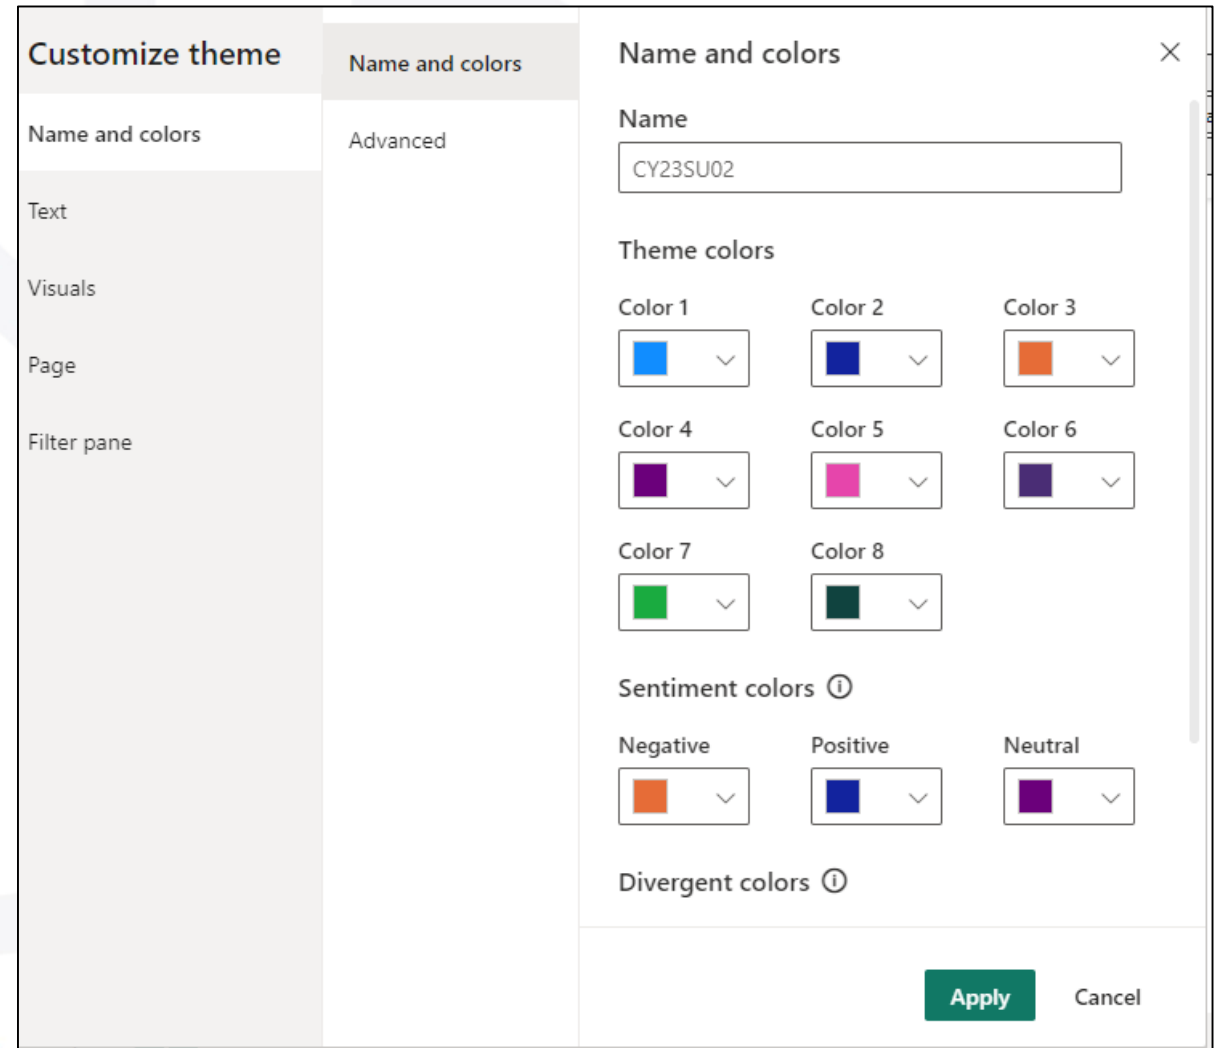 Customize theme
Name and colors
Text
Visuals
Page
Filter pane
Name and colors
Advanced
Name and colors
Name
CY23SU02
Theme colors
Color 1 Color 2 Color 3
Color 4 Color 5 Color 6
Color 7 Color 8
Sentiment colors
Negative Positive Neutral
Divergent colors
Apply Cancel